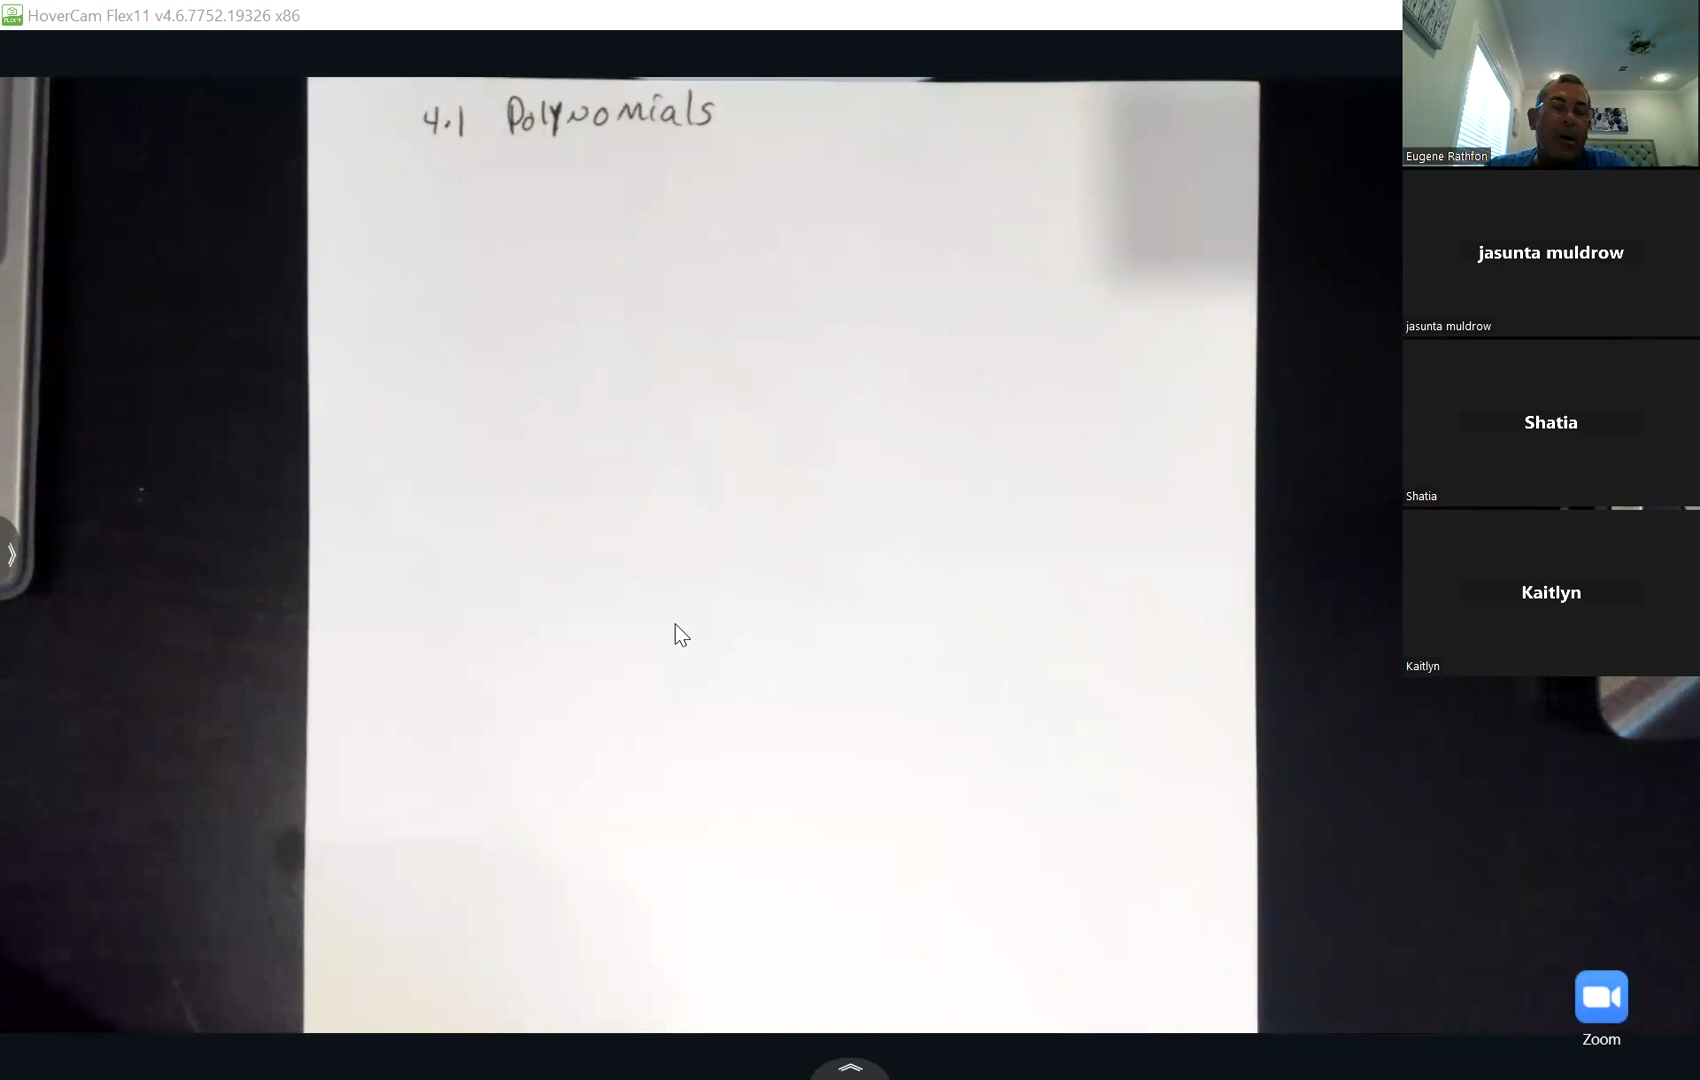 HoverCam Flex11 v4.6.7752.19326 x86
4.1 Polynomials
Eugene Rathfon
jasunta muldrow
jasunta muldrow
Shatia
Shatia
Kaitlyn
Kaitlyn
Zoom